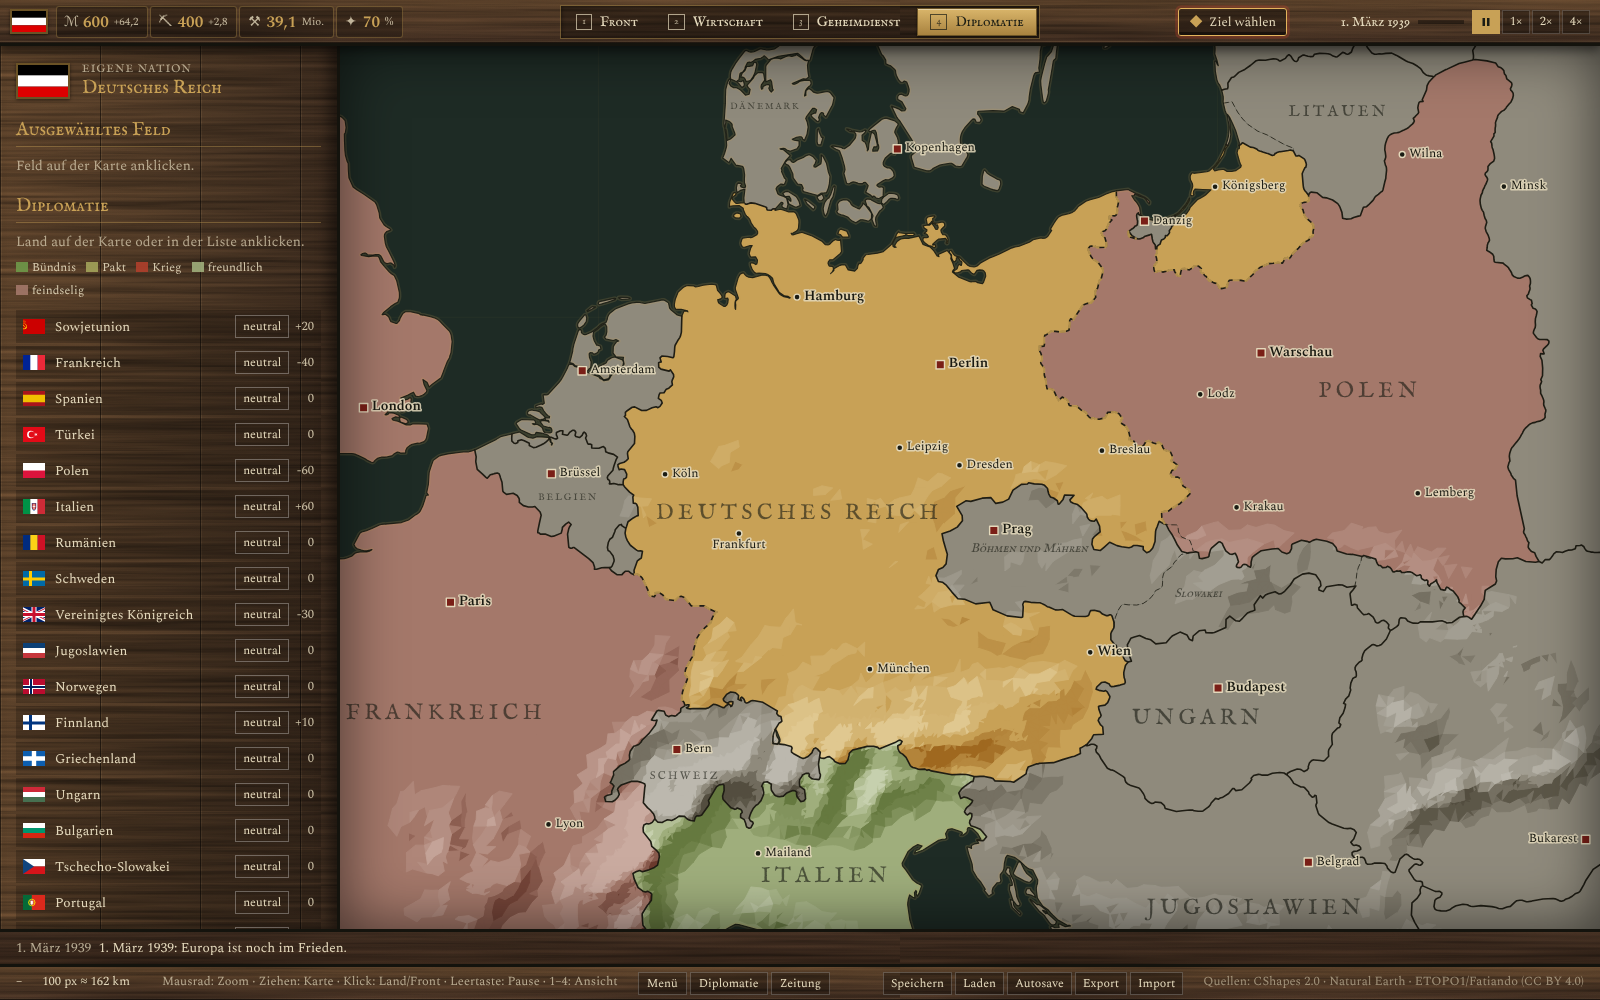 ℳ 600 +64,2 400 +2,8 39,1 Mio. 70 %
1 Front 2 Wirtschaft 3 Geheimdienst 4 Diplomatie
Ziel wählen
1. März 1939 1× 2× 4×
Eigene Nation
Deutsches Reich
Ausgewähltes Feld
Feld auf der Karte anklicken.
Diplomatie
Land auf der Karte oder in der Liste anklicken.
Bündnis Pakt Krieg freundlich
feindselig
Sowjetunion neutral +20
Frankreich neutral -40
Spanien neutral 0
Türkei neutral 0
Polen neutral -60
Italien neutral +60
Rumänien neutral 0
Schweden neutral 0
Vereinigtes Königreich neutral -30
Jugoslawien neutral 0
Norwegen neutral 0
Finnland neutral +10
Griechenland neutral 0
Ungarn neutral 0
Bulgarien neutral 0
Tschecho-Slowakei neutral 0
Portugal neutral 0
DÄNEMARK
LITAUEN
Kopenhagen
Wilna
Königsberg
Minsk
Danzig
Hamburg
Warschau
Berlin
Amsterdam
POLEN
Lodz
London
Leipzig
Breslau
Dresden
Brüssel
Köln
BELGIEN
Lemberg
Krakau
DEUTSCHES REICH
Prag
Frankfurt
Böhmen und Mähren
Slowakei
Paris
Wien
München
Budapest
FRANKREICH
UNGARN
Bern
SCHWEIZ
Lyon
Bukarest
Mailand
Belgrad
ITALIEN
JUGOSLAWIEN
1. März 1939 1. März 1939: Europa ist noch im Frieden.
– 100 px ≈ 162 km Mausrad: Zoom · Ziehen: Karte · Klick: Land/Front · Leertaste: Pause · 1–4: Ansicht Menü Diplomatie Zeitung Speichern Laden Autosave Export Import Quellen: CShapes 2.0 · Natural Earth · ETOPO1/Fatiando (CC BY 4.0)